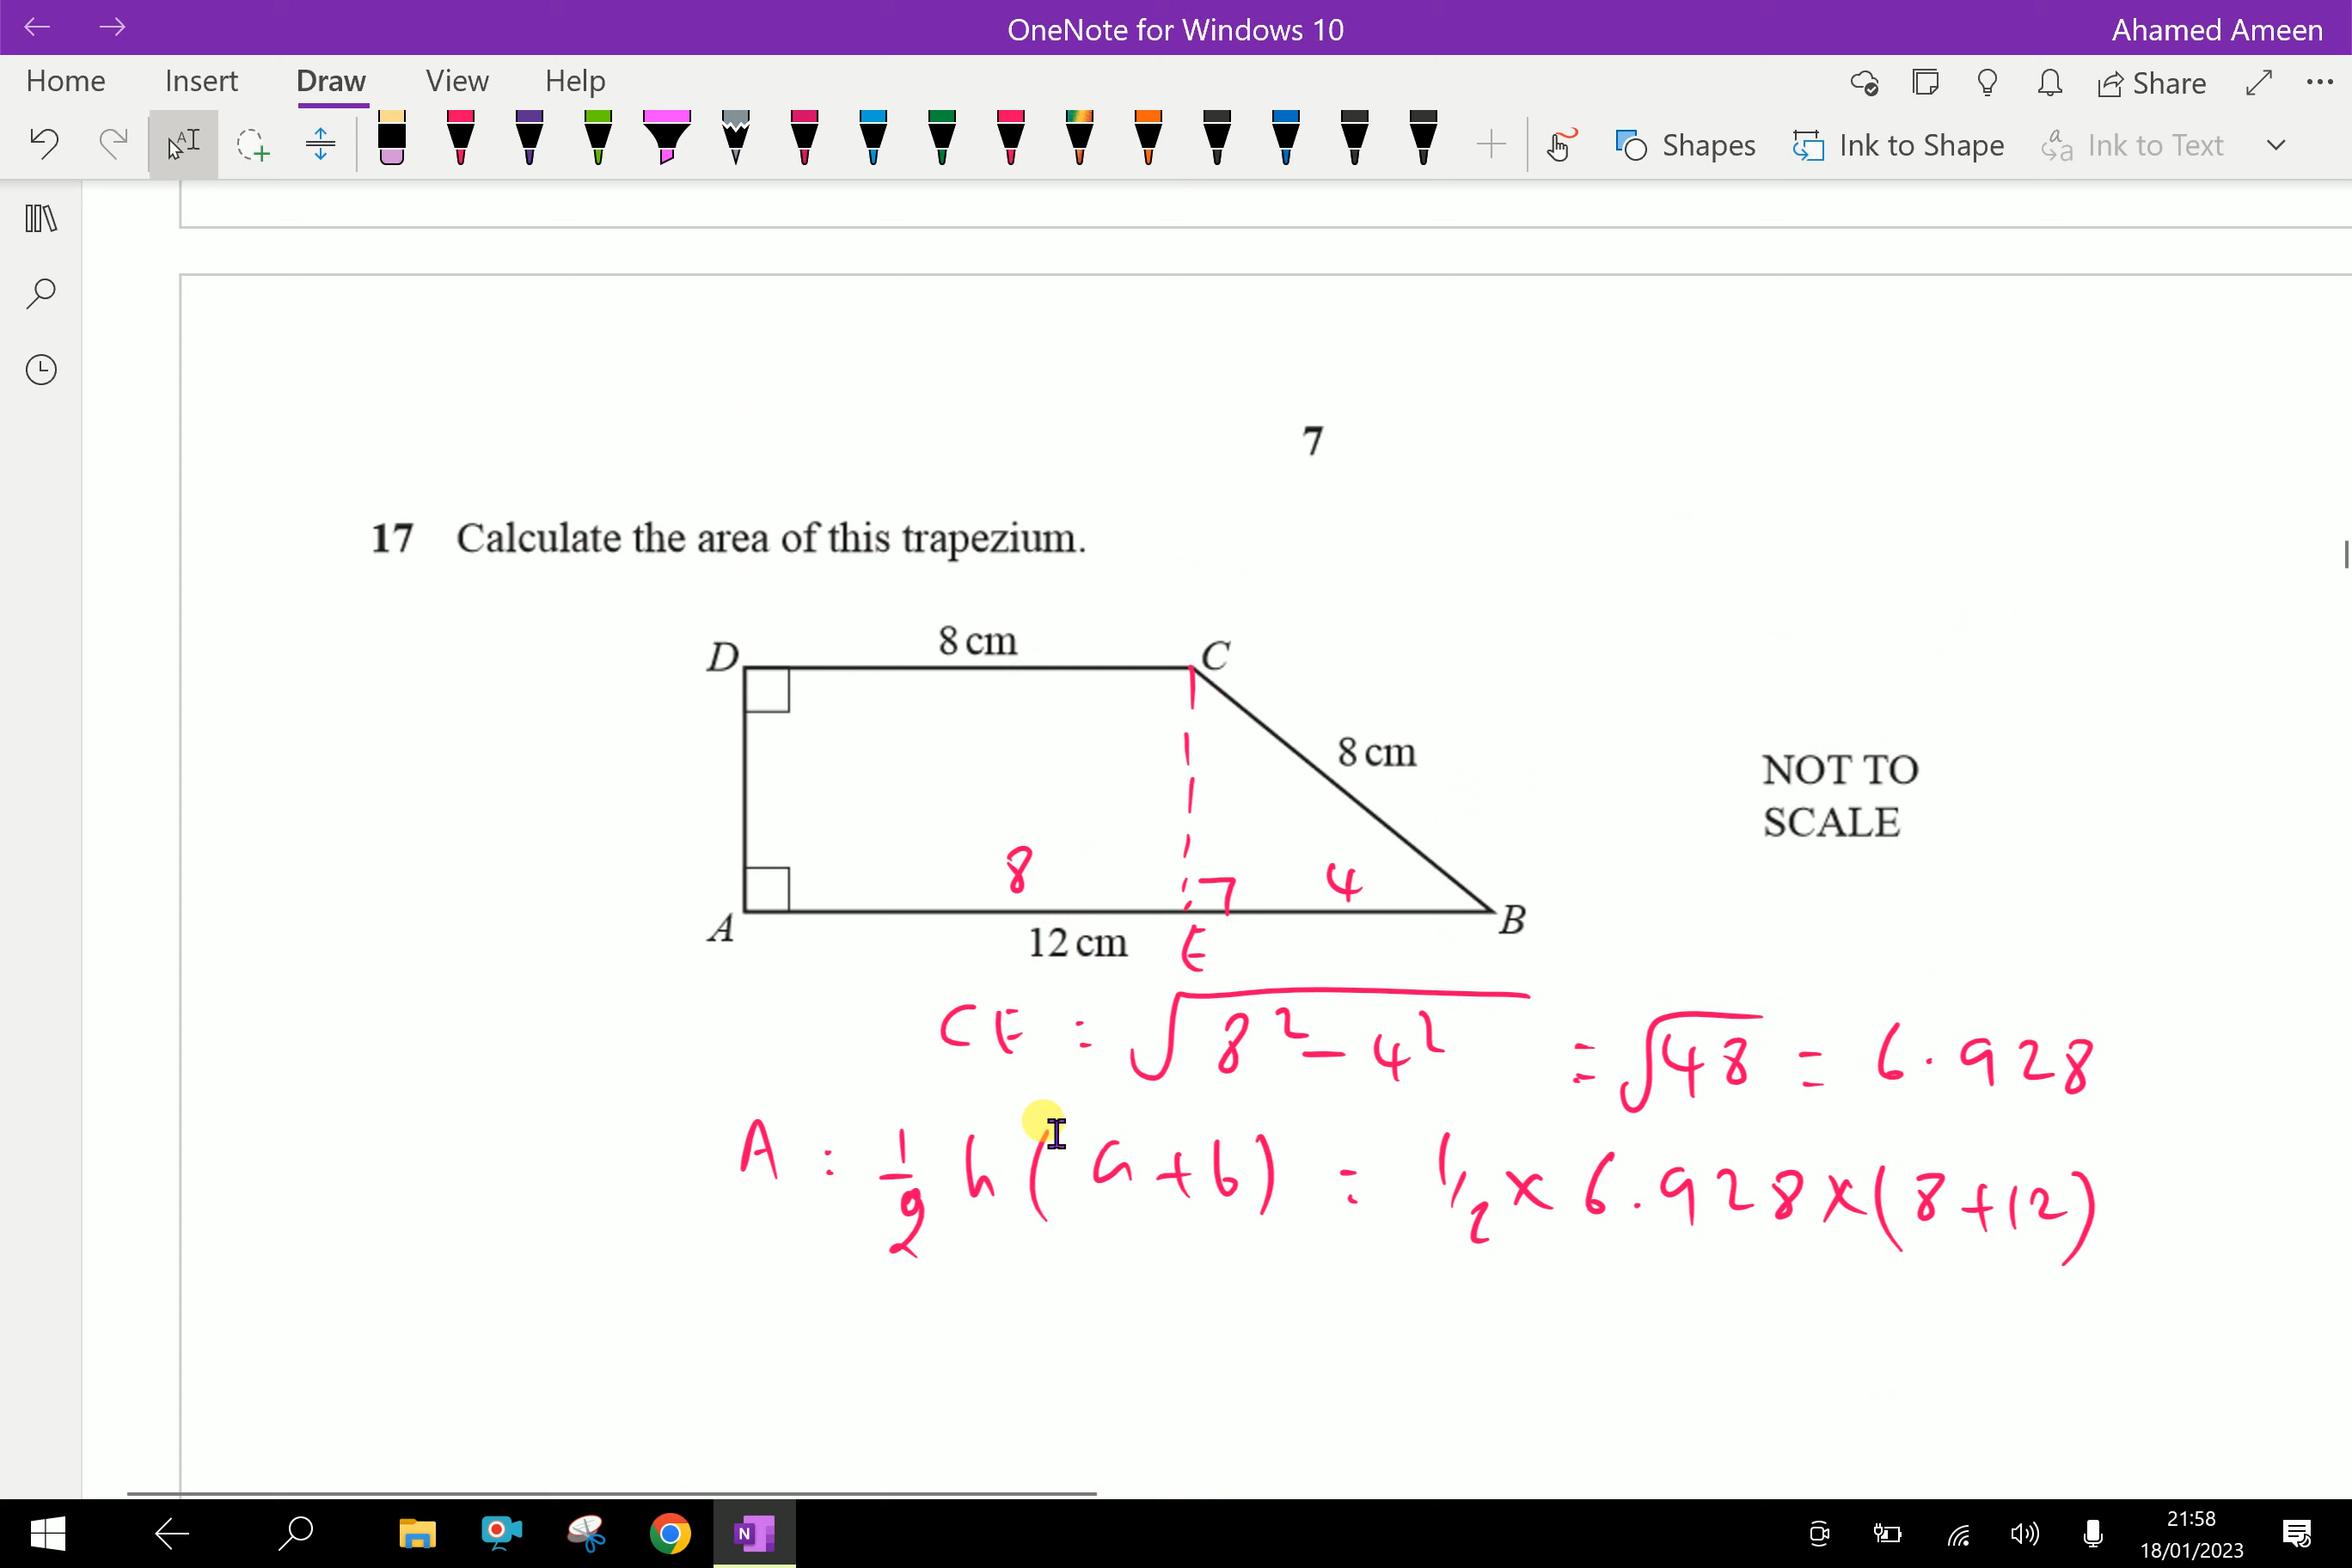 OneNote for Windows 10
Ahamed Ameen
Home Insert Draw View Help
Share
Shapes Ink to Shape Ink to Text
7
17 Calculate the area of this trapezium.
8 cm
D C
8 cm
NOT TO
SCALE
8 4
A B
12 cm E
CE = √8² - 4² = √48 = 6.928
A = 1/2 h (a+b) = 1/2 × 6.928 × (8+12)
N
21:58
18/01/2023